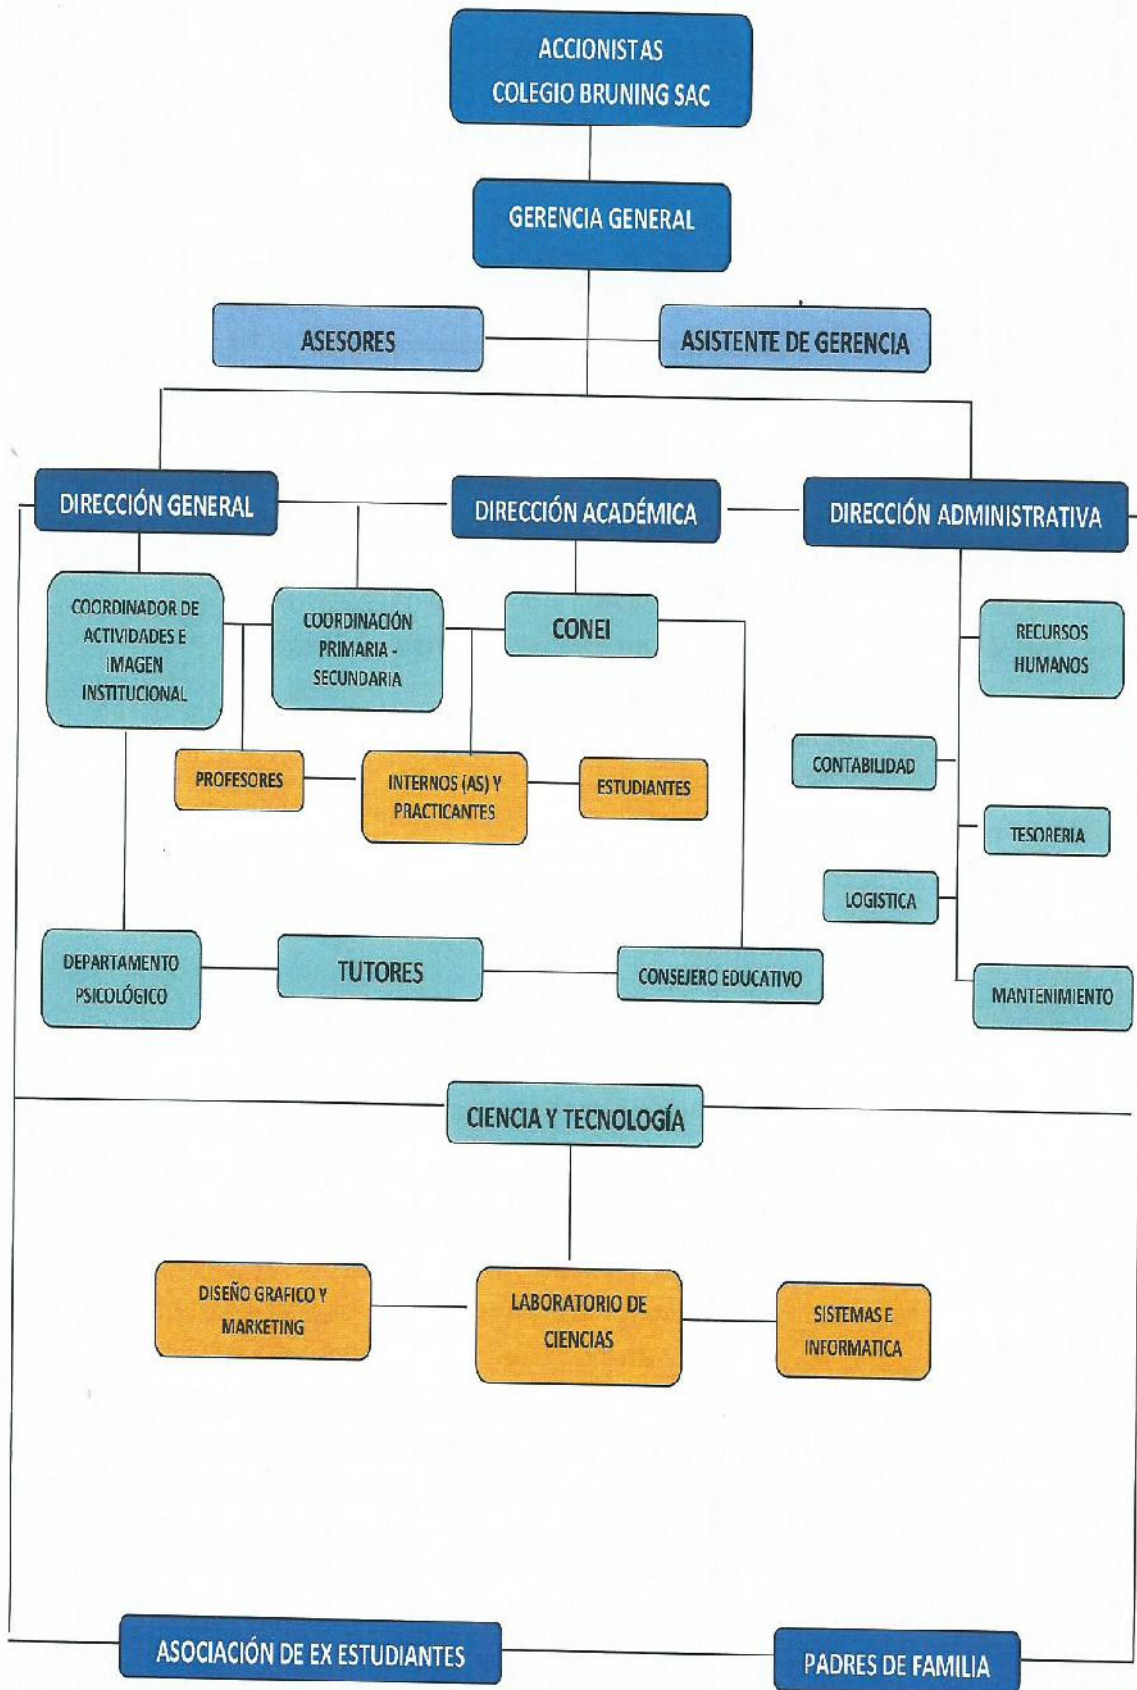 ACCIONISTAS
COLEGIO BRUNING SAC
GERENCIA GENERAL
ASESORES
ASISTENTE DE GERENCIA
DIRECCIÓN GENERAL
DIRECCIÓN ACADÉMICA
DIRECCIÓN ADMINISTRATIVA
COORDINADOR DE
ACTIVIDADES E
IMAGEN
INSTITUCIONAL
COORDINACIÓN
PRIMARIA -
SECUNDARIA
CONEI
RECURSOS
HUMANOS
PROFESORES
INTERNOS (AS) Y
PRACTICANTES
ESTUDIANTES
CONTABILIDAD
TESORERIA
LOGISTICA
DEPARTAMENTO
PSICOLÓGICO
TUTORES
CONSEJERO EDUCATIVO
MANTENIMIENTO
CIENCIA Y TECNOLOGÍA
DISEÑO GRAFICO Y
MARKETING
LABORATORIO DE
CIENCIAS
SISTEMAS E
INFORMATICA
ASOCIACIÓN DE EX ESTUDIANTES
PADRES DE FAMILIA